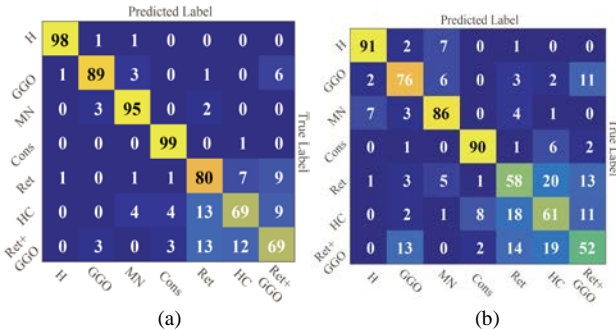 Predicted Label
H 98 1 1 0 0 0 0
GGO 1 89 3 0 1 0 6
MN 0 3 95 0 2 0 0
Cons 0 0 0 99 0 1 0
Ret 1 0 1 1 80 7 9
HC 0 0 4 4 13 69 9
Ret+ GGO 0 3 0 3 13 12 69
H GGO MN Cons Ret HC Ret+ GGO
True Label
(a)
Predicted Label
H 91 2 7 0 1 0 0
GGO 2 76 6 0 3 2 11
MN 7 3 86 0 4 1 0
Cons 0 1 0 90 1 6 2
Ret 1 3 5 1 58 20 13
HC 0 2 1 8 18 61 11
Ret+ GGO 0 13 0 2 14 19 52
H GGO MN Cons Ret HC Ret+ GGO
True Label
(b)